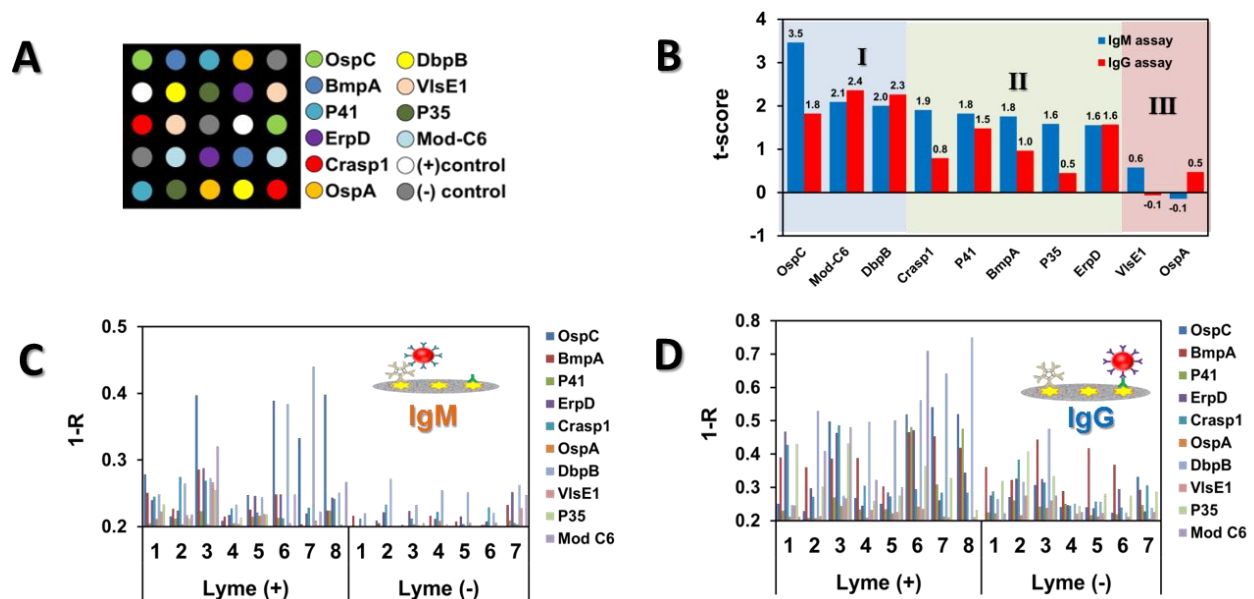 A
OspC
DbpB
BmpA
VlsE1
P41
P35
ErpD
Mod-C6
Crasp1
(+)control
OspA
(-) control
B
t-score
4
3
2
1
0
-1
I
II
III
IgM assay
IgG assay
3.5
1.8
2.1
2.4
2.0
2.3
1.9
0.8
1.8
1.5
1.8
1.0
1.6
0.5
1.6
1.6
0.6
-0.1
-0.1
0.5
OspC
Mod-C6
DbpB
Crasp1
P41
BmpA
P35
ErpD
VlsE1
OspA
C
1-R
0.5
0.4
0.3
0.2
IgM
1 2 3 4 5 6 7 8 1 2 3 4 5 6 7
Lyme (+) Lyme (-)
OspC
BmpA
P41
ErpD
Crasp1
OspA
DbpB
VlsE1
P35
Mod C6
D
1-R
0.8
0.7
0.6
0.5
0.4
0.3
0.2
IgG
1 2 3 4 5 6 7 8 1 2 3 4 5 6 7
Lyme (+) Lyme (-)
OspC
BmpA
P41
ErpD
Crasp1
OspA
DbpB
VlsE1
P35
Mod C6